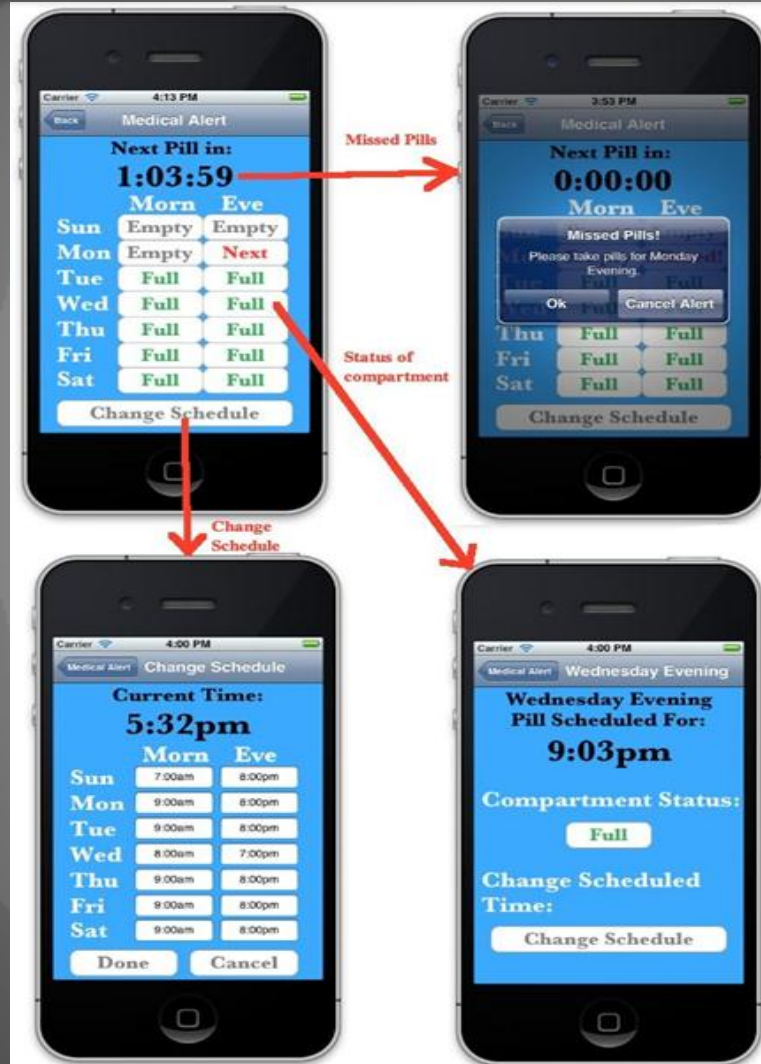 Carrier 4:13 PM
Back Medical Alert
Next Pill in:
1:03:59
Morn Eve
Sun Empty Empty
Mon Empty Next
Tue Full Full
Wed Full Full
Thu Full Full
Fri Full Full
Sat Full Full
Change Schedule
Missed Pills
Carrier 3:53 PM
Back Medical Alert
Next Pill in:
0:00:00
Morn Eve
Missed Pills!
Please take pills for Monday
Evening.
Ok Cancel Alert
Thu Full Full
Fri Full Full
Sat Full Full
Change Schedule
Status of
compartment
Change
Schedule
Carrier 4:00 PM
Medical Alert Change Schedule
Current Time:
5:32pm
Morn Eve
Sun 7:00am 8:00pm
Mon 9:00am 8:00pm
Tue 9:00am 8:00pm
Wed 8:00am 7:00pm
Thu 9:00am 8:00pm
Fri 9:00am 8:00pm
Sat 9:00am 8:00pm
Done Cancel
Carrier 4:00 PM
Medical Alert Wednesday Evening
Wednesday Evening
Pill Scheduled For:
9:03pm
Compartment Status:
Full
Change Scheduled
Time:
Change Schedule